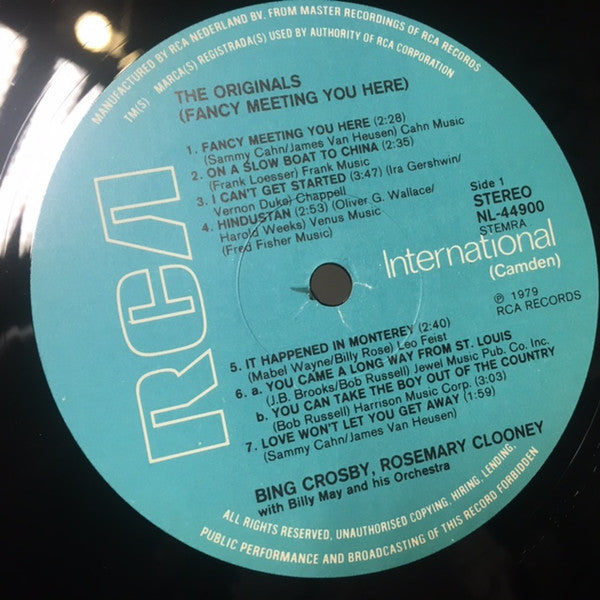 MANUFACTURED BY RCA NEDERLAND BV. FROM MASTER RECORDINGS OF RCA RECORDS
TM(S) MARCA(S) REGISTRADA(S) USED BY AUTHORITY OF RCA CORPORATION
THE ORIGINALS
(FANCY MEETING YOU HERE)
1. FANCY MEETING YOU HERE (2:28)
(Sammy Cahn/James Van Heusen) Cahn Music
2. ON A SLOW BOAT TO CHINA (2:35)
(Frank Loesser) Frank Music
3. I CAN'T GET STARTED (3:47) (Ira Gershwin/
Vernon Duke) Chappell
4. HINDUSTAN (2:53) (Oliver G. Wallace/
Harold Weeks) Venus Music
(Fred Fisher Music)
Side 1
STEREO
NL-44900
STEMRA
RCA
International
(Camden)
℗ 1979
RCA RECORDS
5. IT HAPPENED IN MONTEREY (2:40)
(Mabel Wayne/Billy Rose) Leo Feist
6. a. YOU CAME A LONG WAY FROM ST. LOUIS
(J.B. Brooks/Bob Russell) Jewel Music Pub. Co. Inc.
b. YOU CAN TAKE THE BOY OUT OF THE COUNTRY
(Bob Russell) Harrison Music Corp. (3:03)
7. LOVE WON'T LET YOU GET AWAY (1:59)
(Sammy Cahn/James Van Heusen)
BING CROSBY, ROSEMARY CLOONEY
with Billy May and his Orchestra
ALL RIGHTS RESERVED, UNAUTHORISED COPYING, HIRING, LENDING,
PUBLIC PERFORMANCE AND BROADCASTING OF THIS RECORD FORBIDDEN